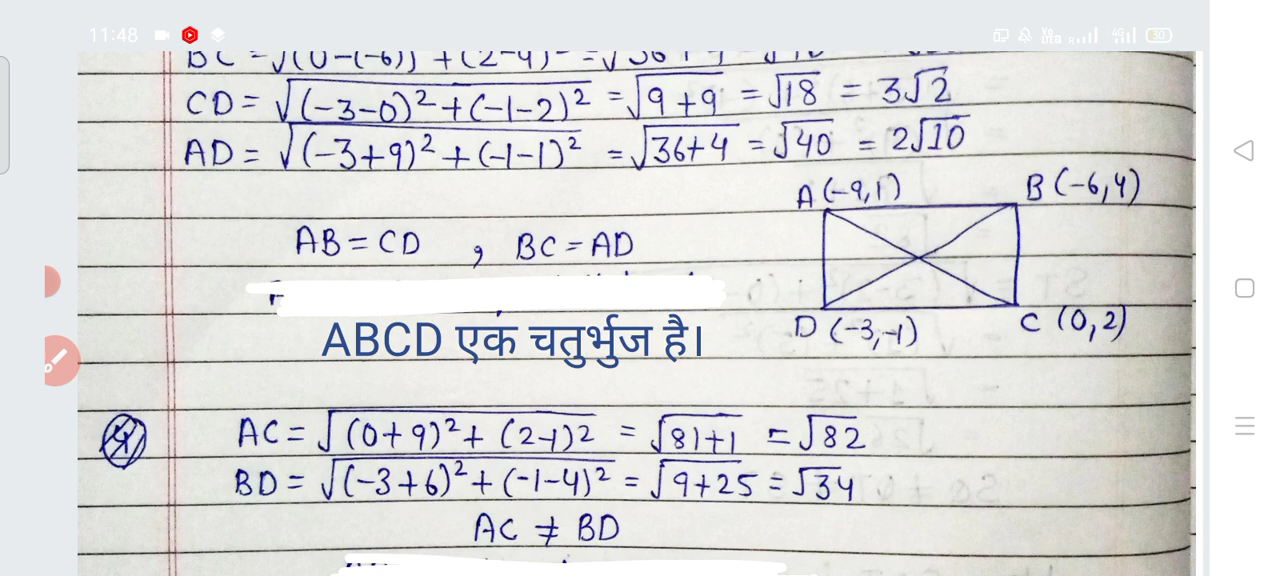 11:48
30
CD = √(-3-0)² + (-1-2)² = √9+9 = √18 = 3√2
AD = √(-3+9)² + (-1-1)² = √36+4 = √40 = 2√10
A (-9,1) B (-6,4)
AB = CD , BC = AD
D (-3,-1) C (0,2)
ABCD एक चतुर्भुज है।
AC = √(0+9)² + (2-1)2 = √81+1 = √82
BD = √(-3+6)² + (-1-4)² = √9+25 = √34
AC ≠ BD